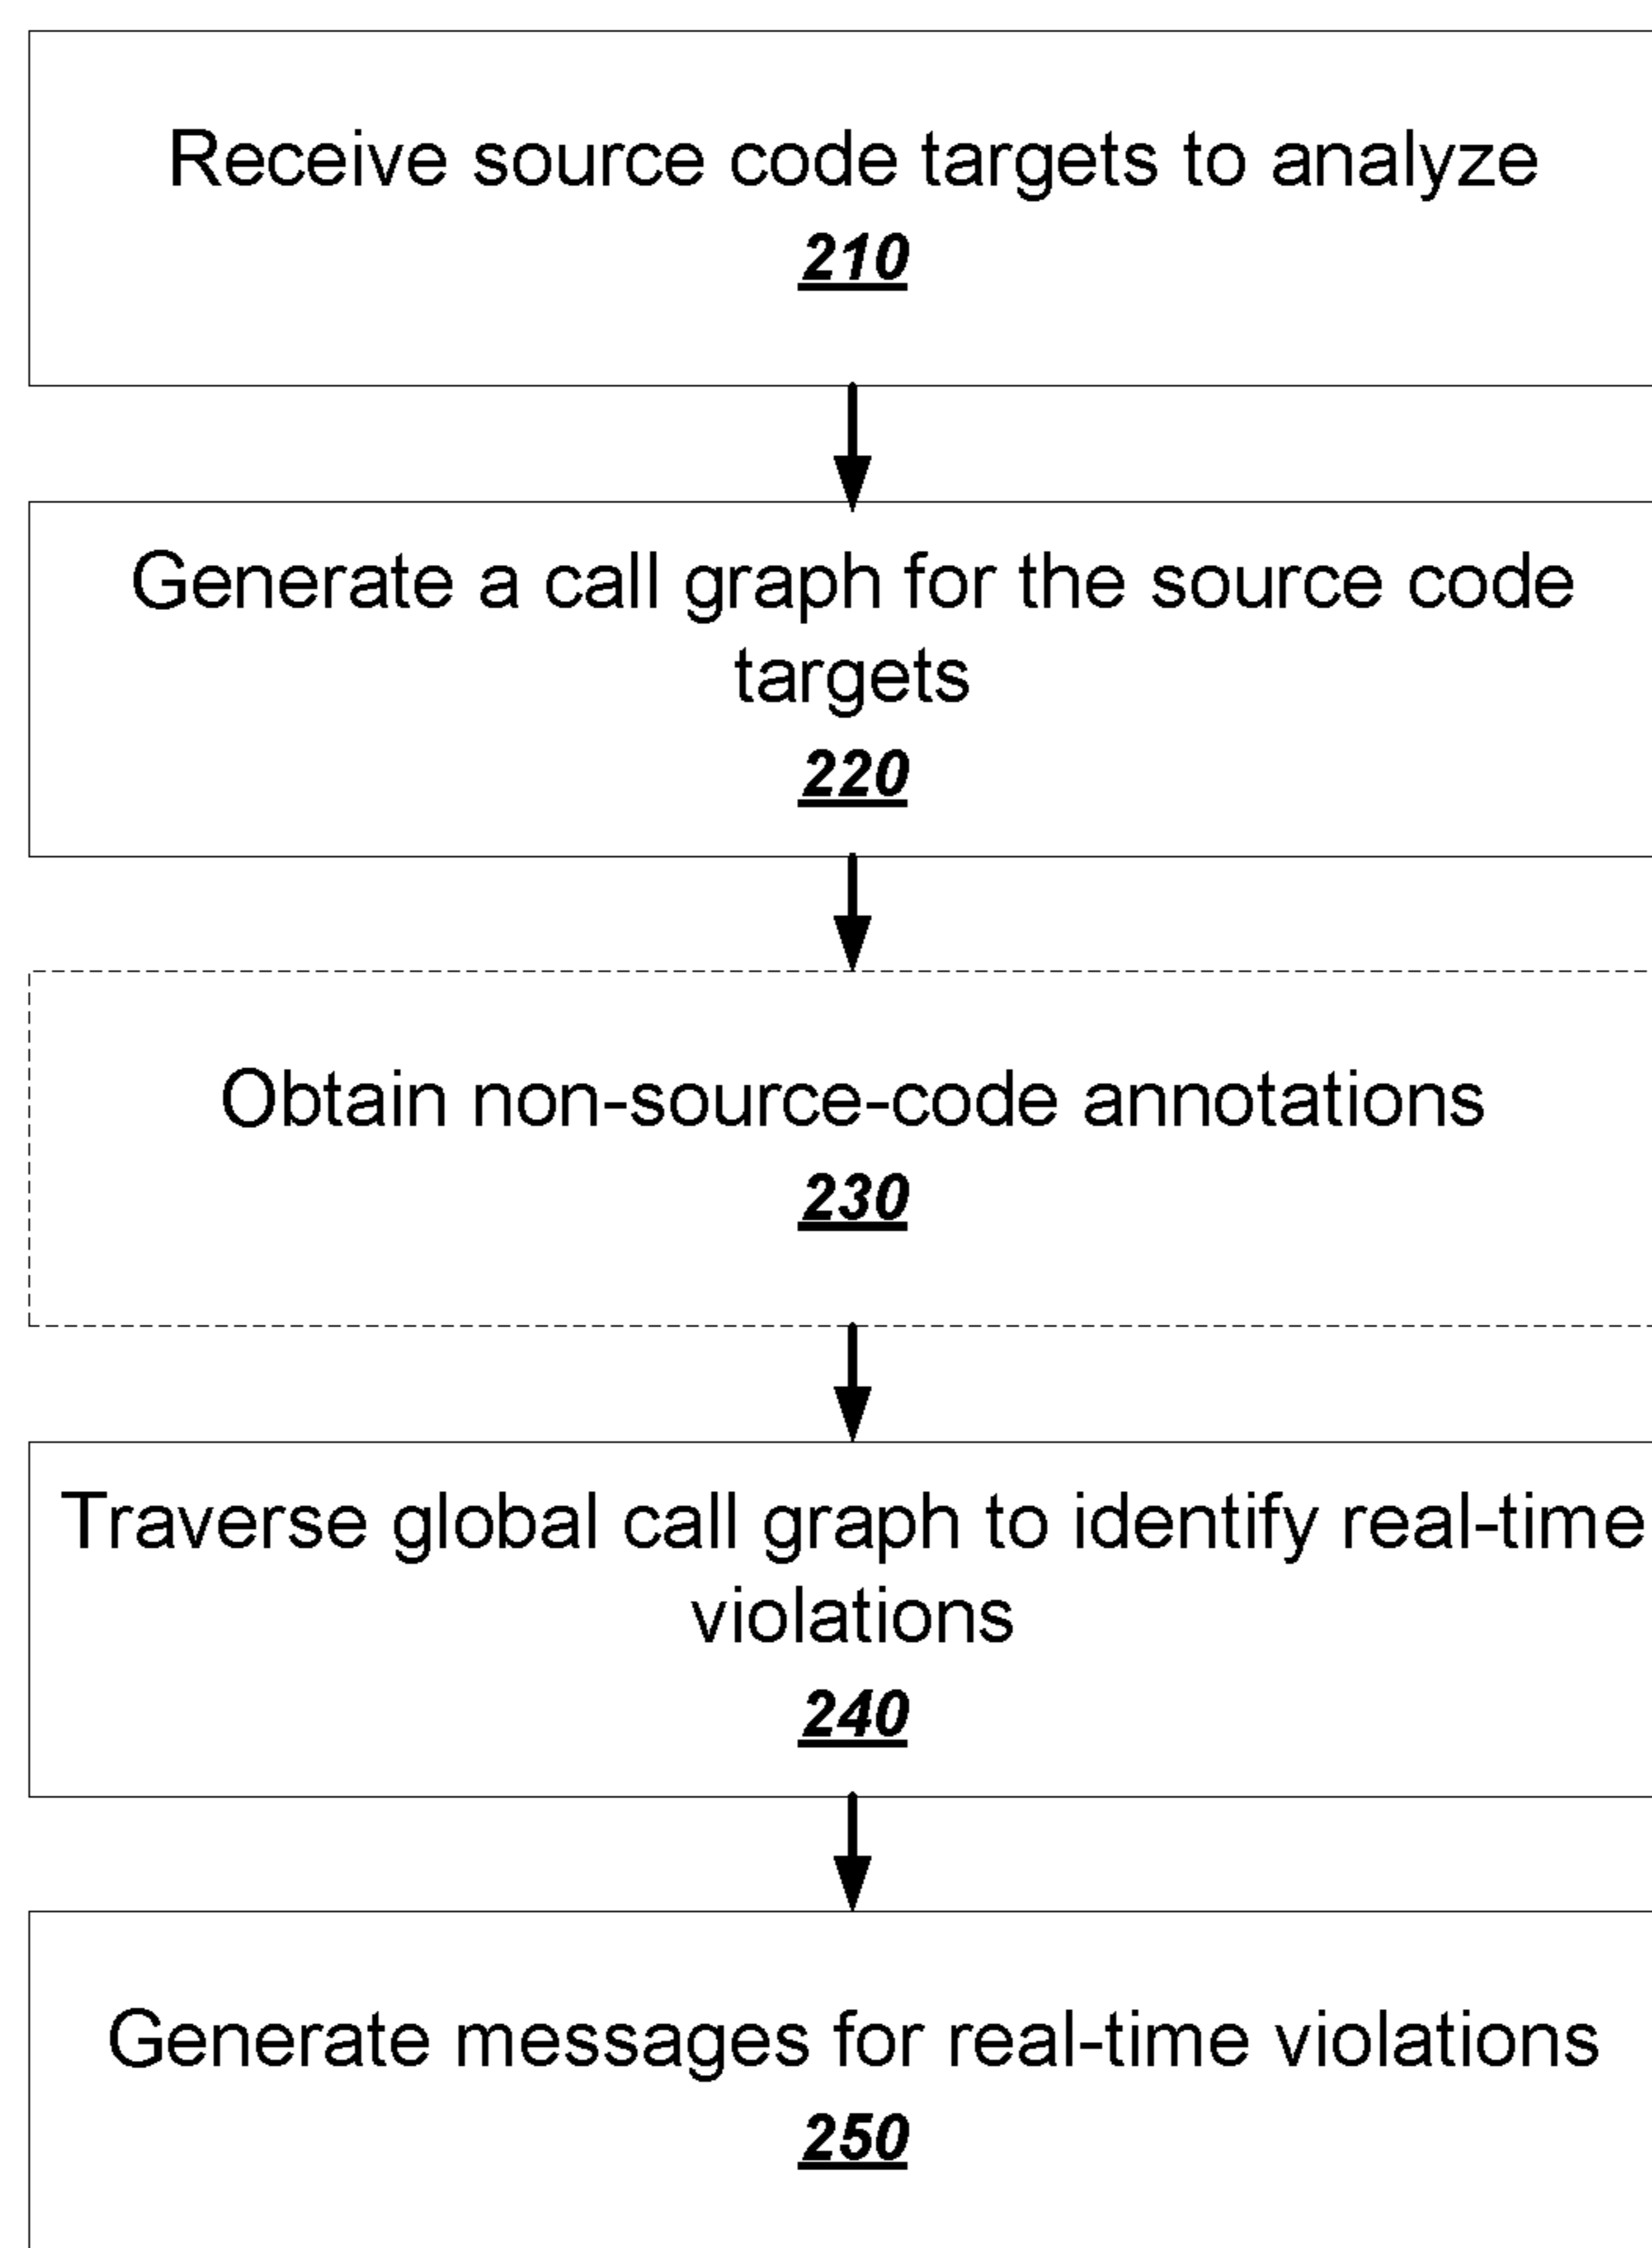 Receive source code targets to analyze
210
Generate a call graph for the source code
targets
220
Obtain non-source-code annotations
230
Traverse global call graph to identify real-time
violations
240
Generate messages for real-time violations
250